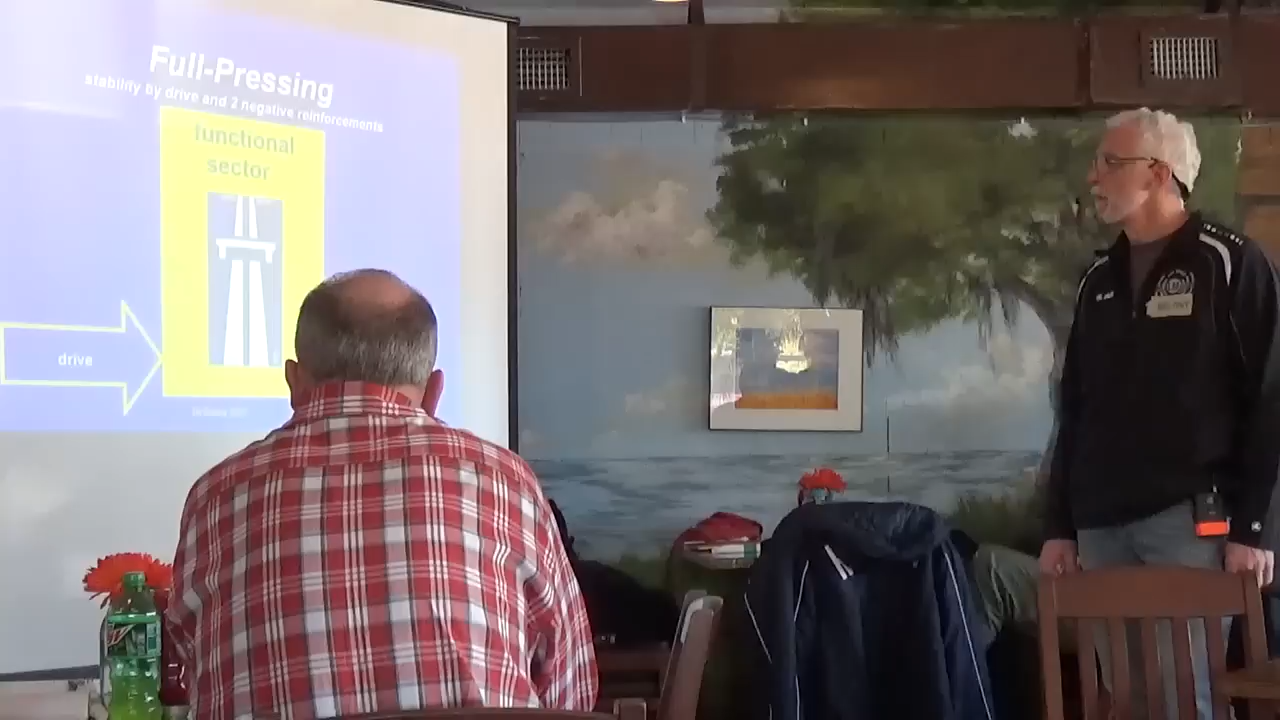 Full-Pressing
stability by drive and 2 negative reinforcements
functional
sector
drive